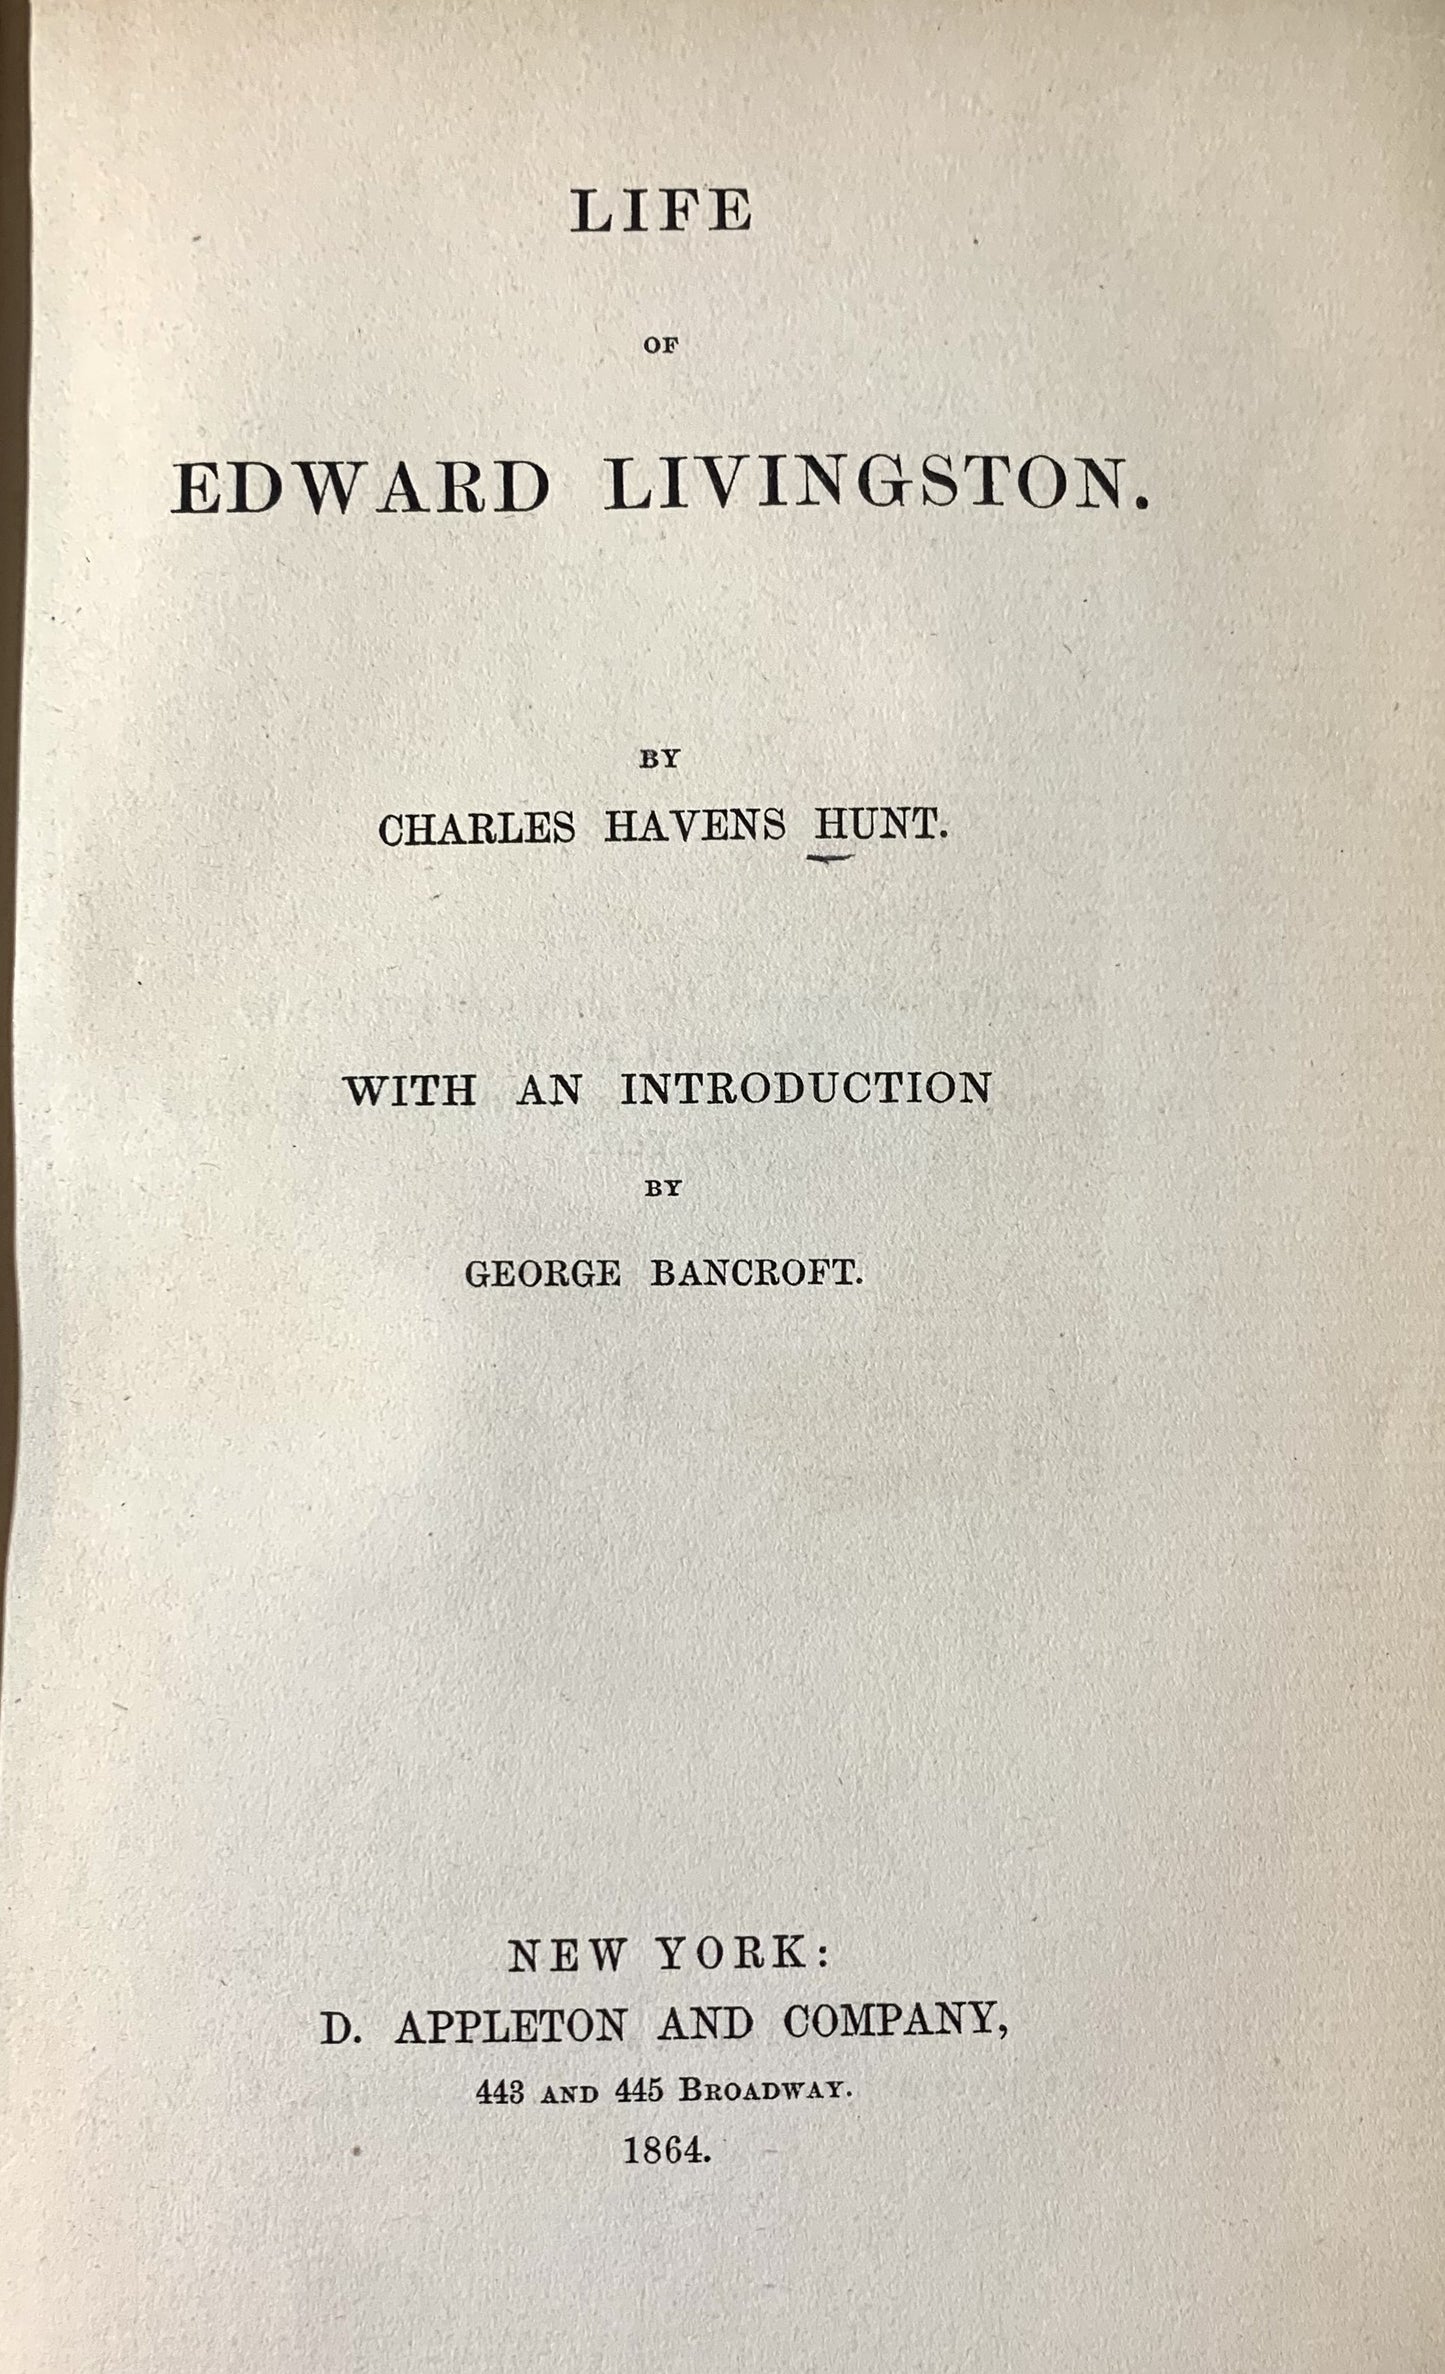 LIFE
OF
EDWARD LIVINGSTON.
BY
CHARLES HAVENS HUNT.
WITH AN INTRODUCTION
BY
GEORGE BANCROFT.
NEW YORK:
D. APPLETON AND COMPANY,
443 AND 445 BROADWAY.
1864.